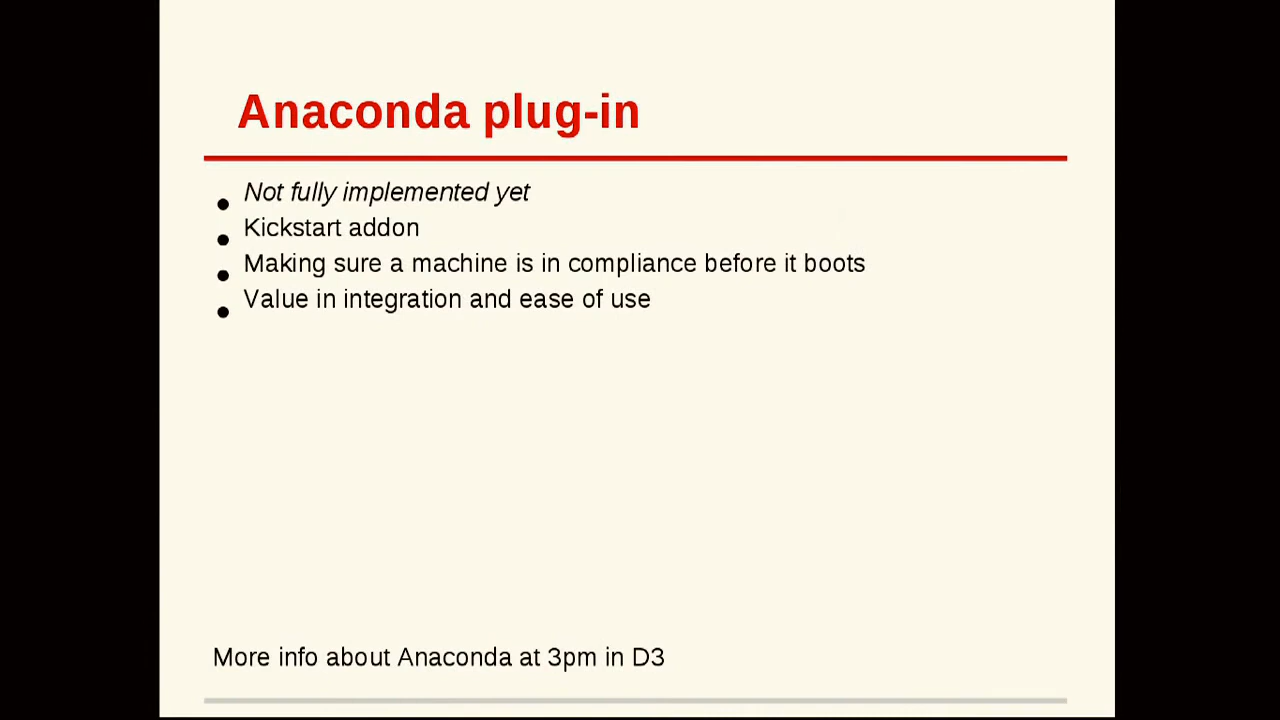 Anaconda plug-in
Not fully implemented yet
Kickstart addon
Making sure a machine is in compliance before it boots
Value in integration and ease of use
More info about Anaconda at 3pm in D3